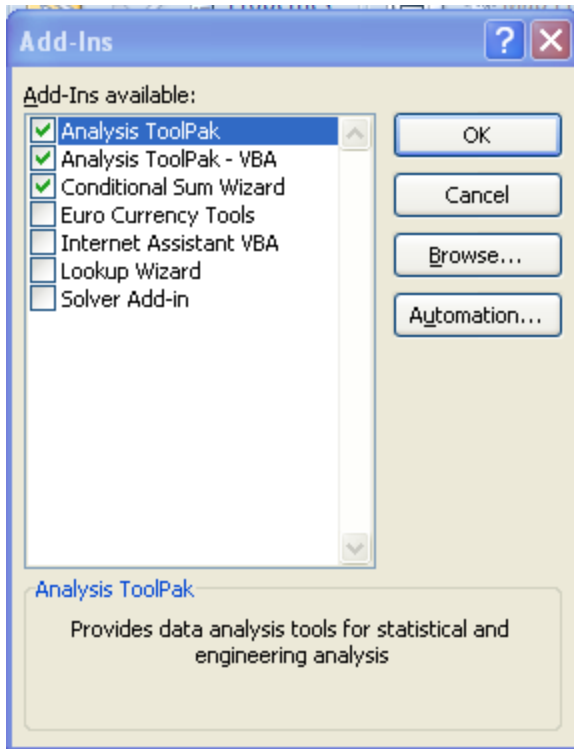 Add-Ins
Add-Ins available:
Analysis ToolPak
Analysis ToolPak - VBA
Conditional Sum Wizard
Euro Currency Tools
Internet Assistant VBA
Lookup Wizard
Solver Add-in
OK
Cancel
Browse...
Automation...
Analysis ToolPak
Provides data analysis tools for statistical and
engineering analysis